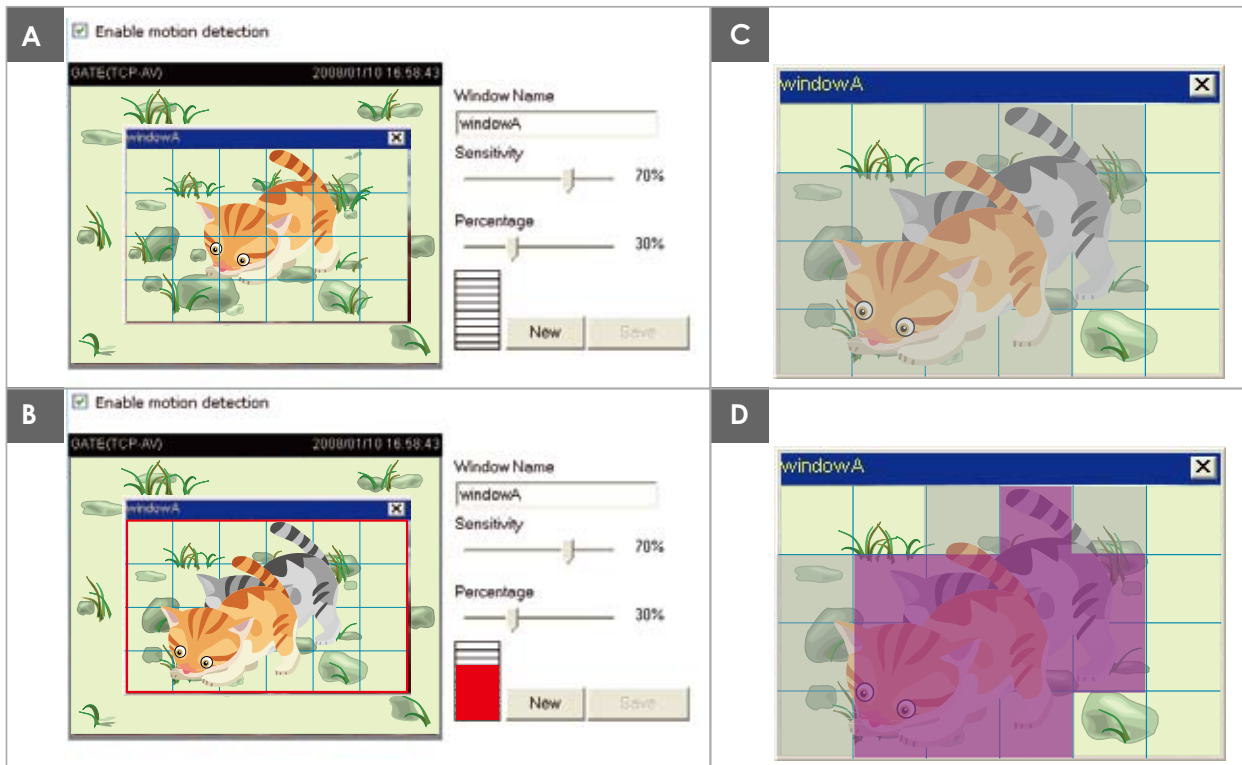 A
Enable motion detection
GATE(TCP-AV) 2008/01/10 16:58:43
windowA
Window Name
windowA
Sensitivity
70%
Percentage
30%
New Save
B
Enable motion detection
GATE(TCP-AV) 2008/01/10 16:58:43
windowA
Window Name
windowA
Sensitivity
70%
Percentage
30%
New Save
C
windowA
D
windowA